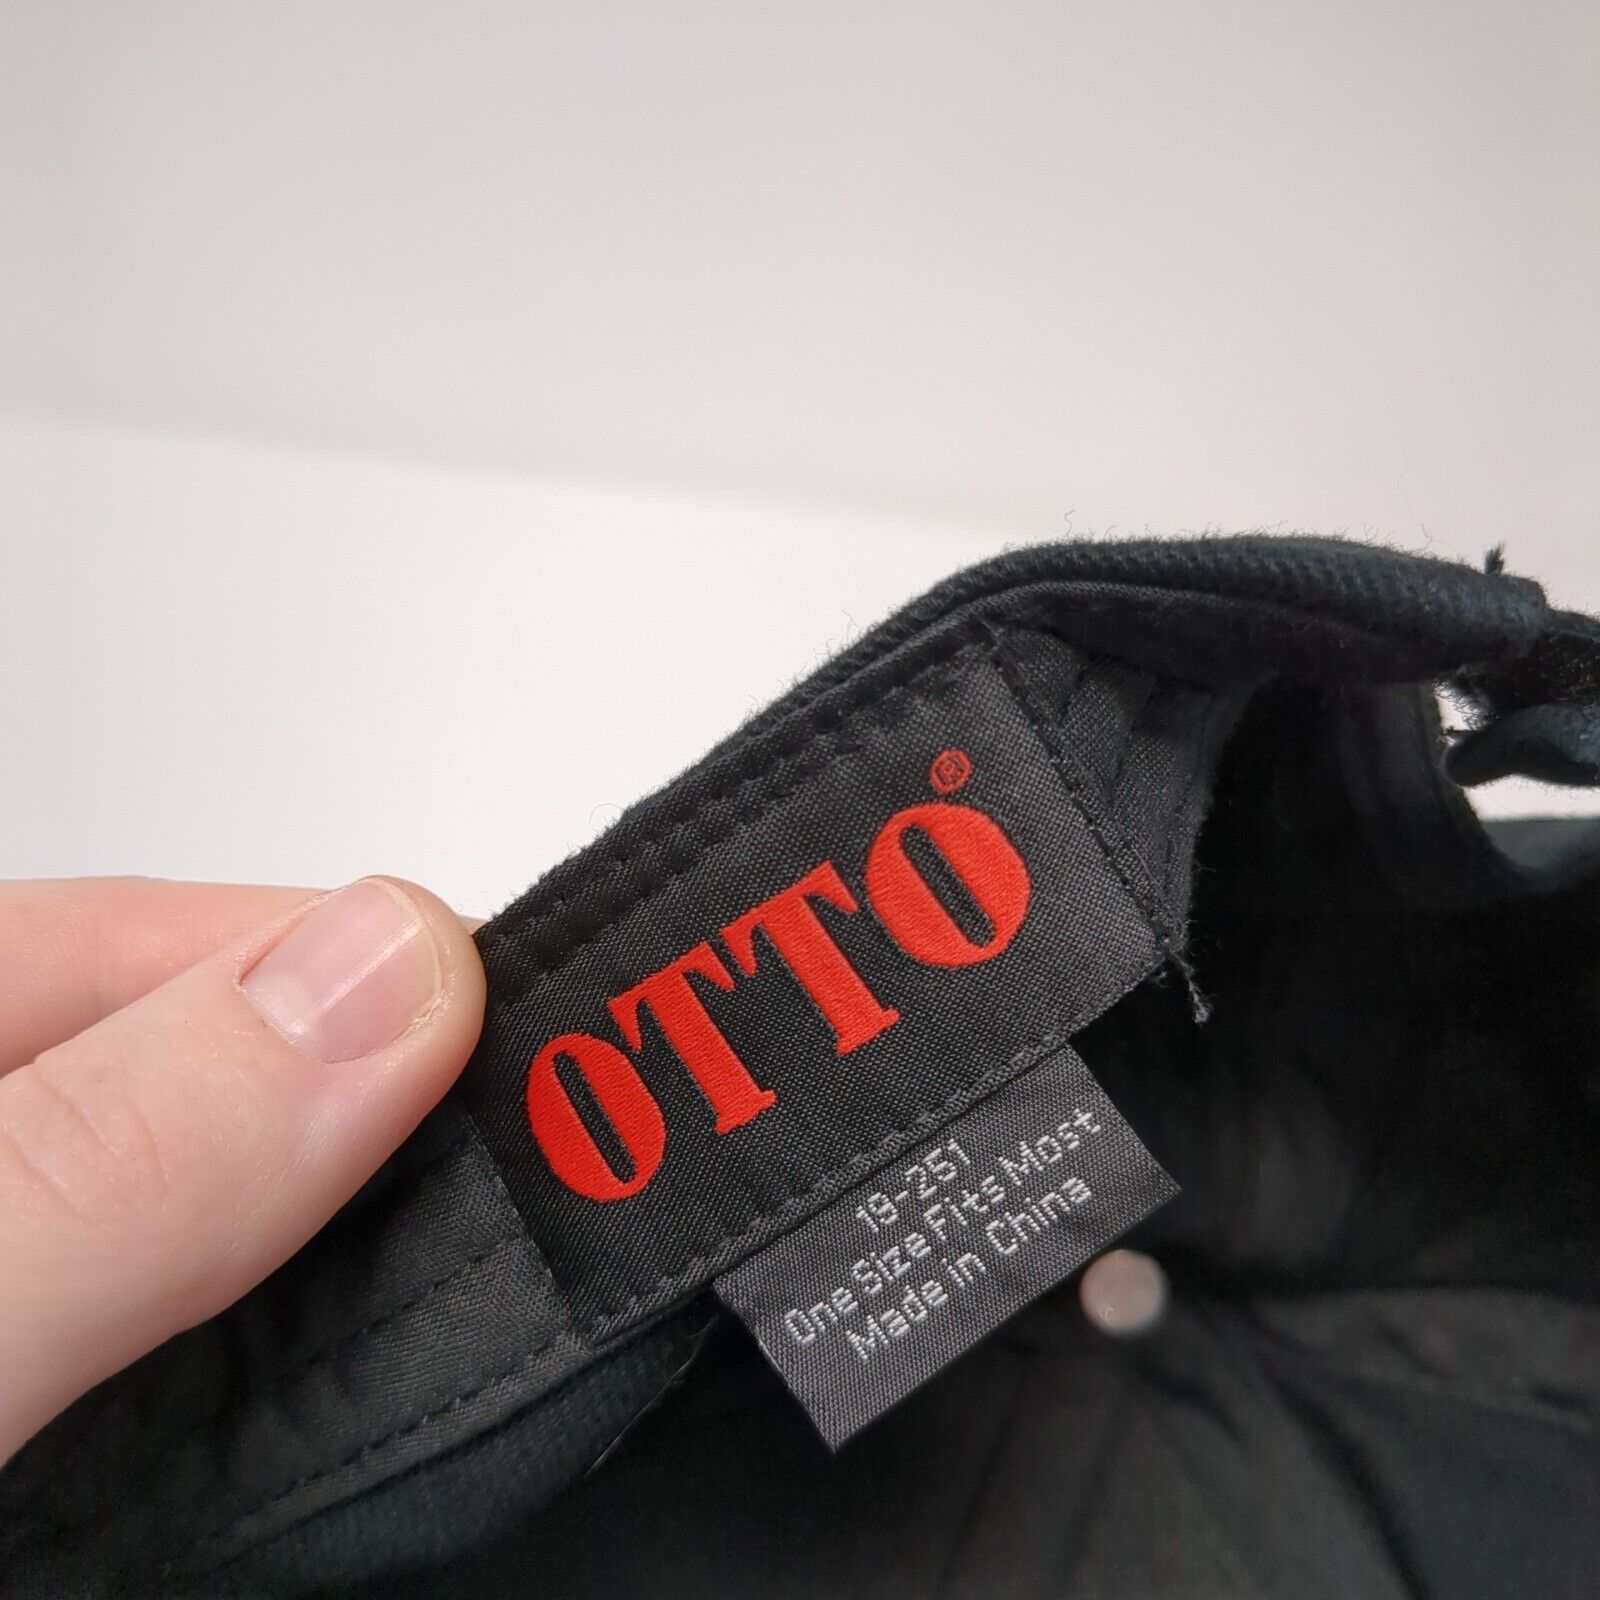 OTTO®
19-251
One Size Fits Most
Made in China